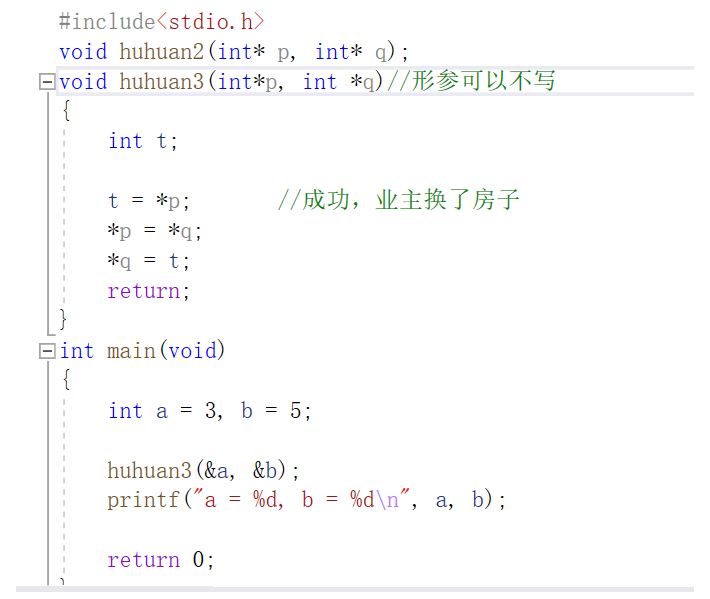 #include<stdio.h>
void huhuan2(int* p, int* q);
void huhuan3(int*p, int *q)//形参可以不写
{
int t;
t = *p; //成功，业主换了房子
*p = *q;
*q = t;
return;
}
int main(void)
{
int a = 3, b = 5;
huhuan3(&a, &b);
printf("a = %d, b = %d\n", a, b);
return 0;
}